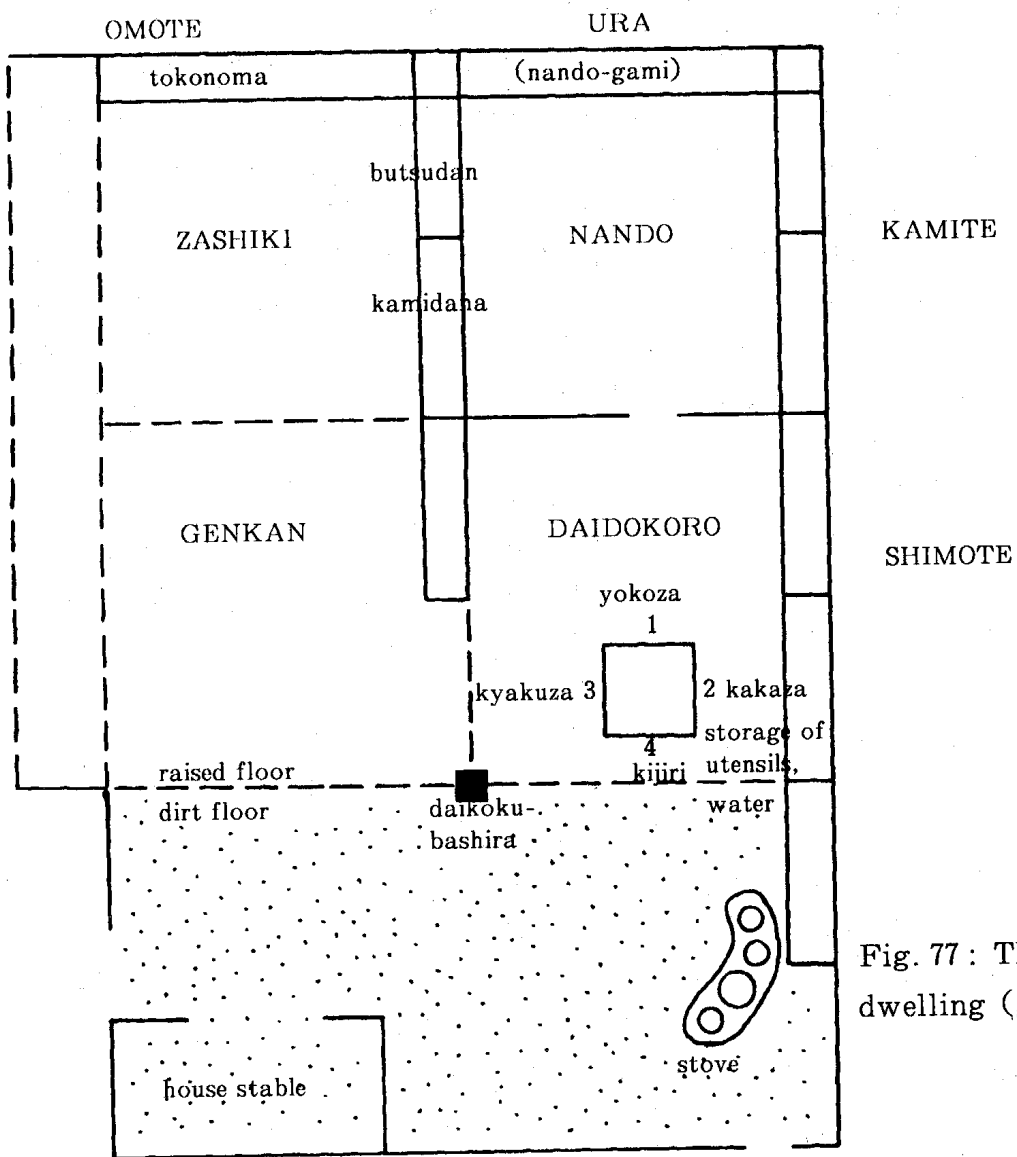 OMOTE
URA
tokonoma
(nando-gami)
butsudan
ZASHIKI
NANDO
KAMITE
kamidana
GENKAN
DAIDOKORO
SHIMOTE
yokoza
1
kyakuza 3
2 kakaza
4
kijiri
storage of
utensils,
water
raised floor
dirt floor
daikoku-
bashira
Fig. 77 :
dwelling (
stove
house stable